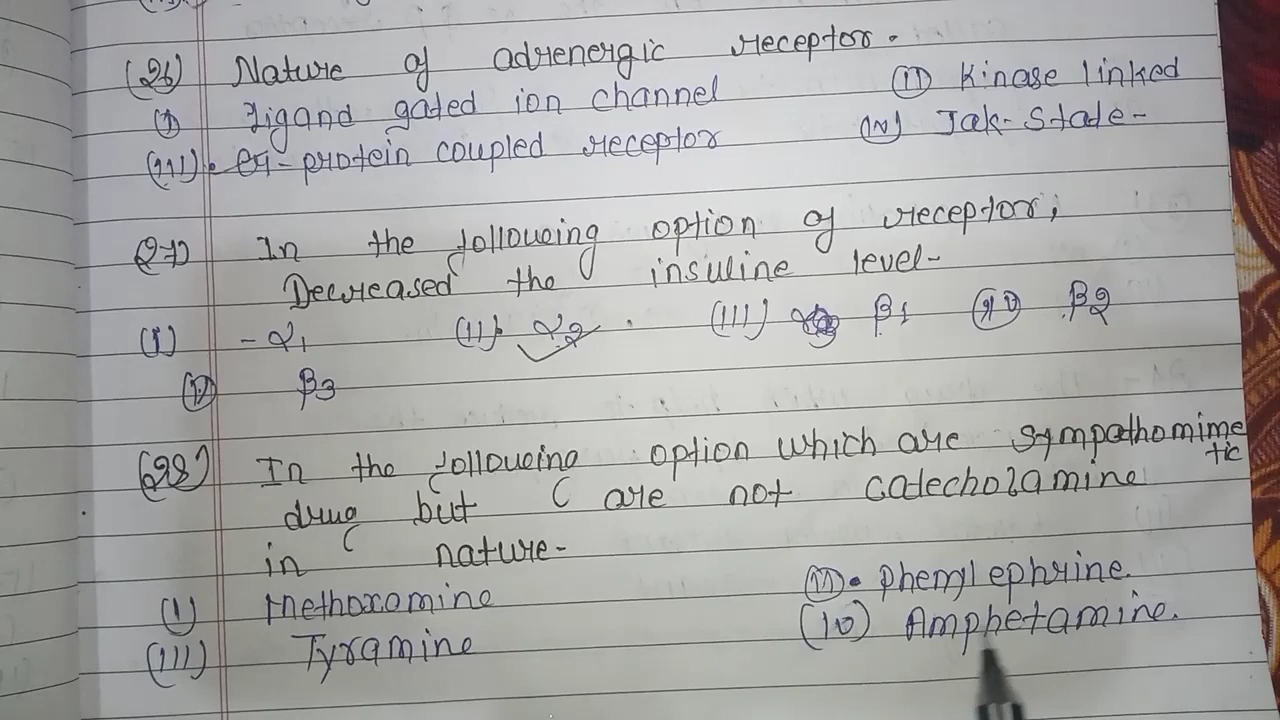 (26) Nature of adrenergic receptor.
(I) Ligand gated ion channel (II) Kinase linked
(III) G-protein coupled receptor (IV) Jak-State-
(27) In the following option of receptor,
Decreased the insuline level-
(I) - α1 (II) α2 (III) β1 (IV) β2
(V) β3
(28) In the following option which are sympathomime
tic
drug but are not catecholamine
in nature-
(I) Methoxamine (II) Phenylephrine.
(III) Tyramine (IV) Amphetamine.